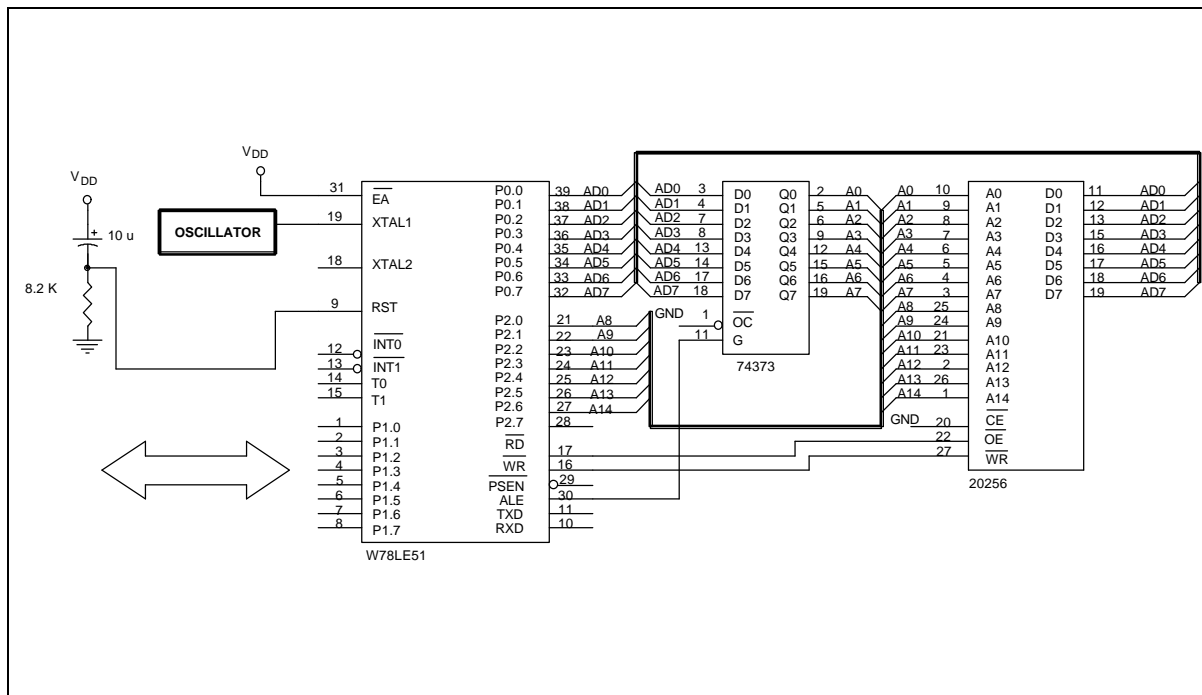 VDD
VDD
10 u
8.2 K
OSCILLATOR
31 EA
19 XTAL1
18 XTAL2
9 RST
12 INT0
13 INT1
14 T0
15 T1
1 P1.0
2 P1.1
3 P1.2
4 P1.3
5 P1.4
6 P1.5
7 P1.6
8 P1.7
P0.0 39 AD0
P0.1 38 AD1
P0.2 37 AD2
P0.3 36 AD3
P0.4 35 AD4
P0.5 34 AD5
P0.6 33 AD6
P0.7 32 AD7
P2.0 21 A8
P2.1 22 A9
P2.2 23 A10
P2.3 24 A11
P2.4 25 A12
P2.5 26 A13
P2.6 27 A14
P2.7 28
RD 17
WR 16
PSEN 29
ALE 30
TXD 11
RXD 10
W78LE51
AD0 3 D0 Q0 2 A0
AD1 4 D1 Q1 5 A1
AD2 7 D2 Q2 6 A2
AD3 8 D3 Q3 9 A3
AD4 13 D4 Q4 12 A4
AD5 14 D5 Q5 15 A5
AD6 17 D6 Q6 16 A6
AD7 18 D7 Q7 19 A7
GND 1 OC
11 G
74373
A0 10 A0 D0 11 AD0
A1 9 A1 D1 12 AD1
A2 8 A2 D2 13 AD2
A3 7 A3 D3 15 AD3
A4 6 A4 D4 16 AD4
A5 5 A5 D5 17 AD5
A6 4 A6 D6 18 AD6
A7 3 A7 D7 19 AD7
A8 25 A8
A9 24 A9
A10 21 A10
A11 23 A11
A12 2 A12
A13 26 A13
A14 1 A14
GND 20 CE
22 OE
27 WR
20256